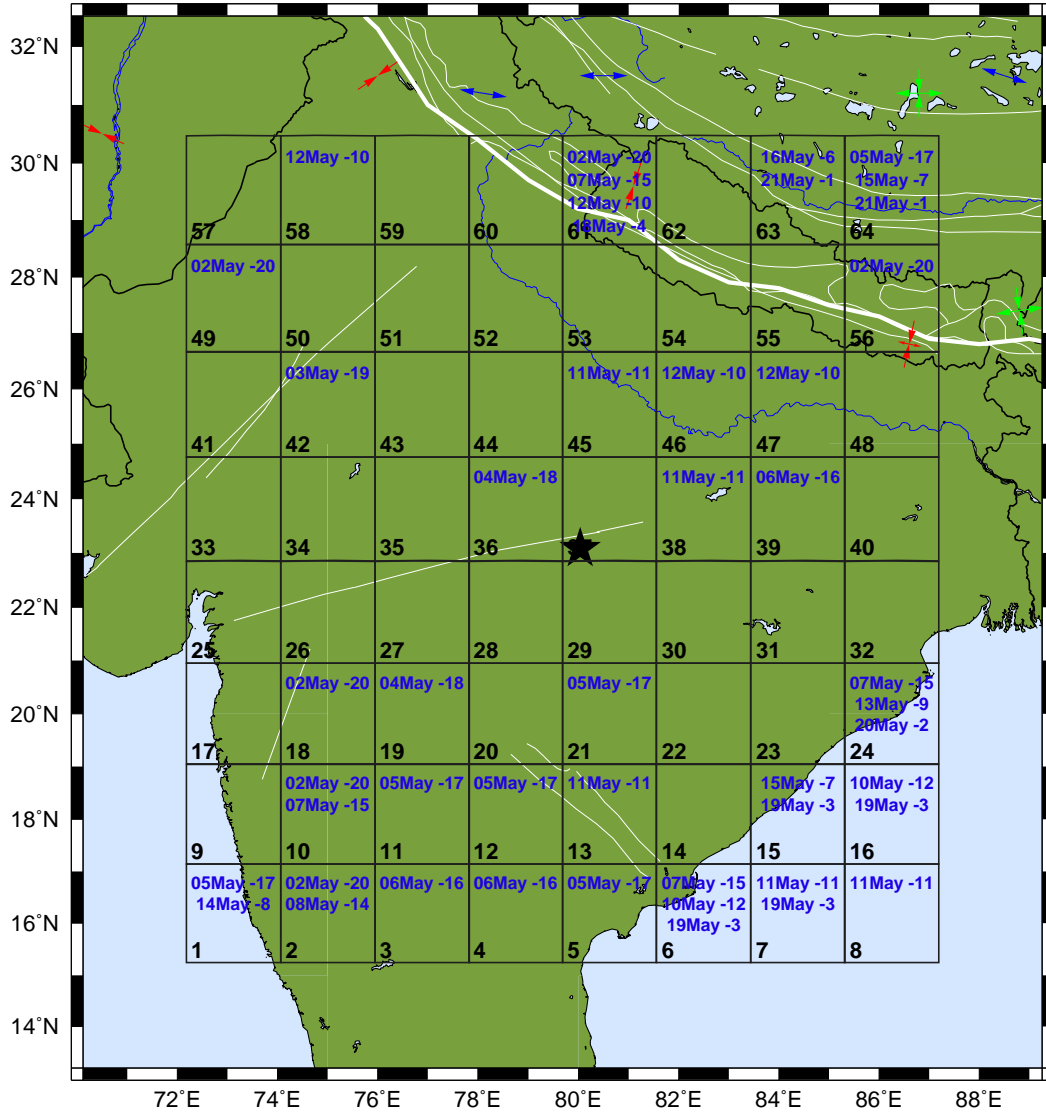 32°N
12May -10 02May -20 16May -6 05May -17
30°N
07May -15 21May -1 15May -7
12May -10 21May -1
18May -4
57 58 59 60 61 62 63 64
28°N
02May -20 02May -20
49 50 51 52 53 54 55 56
26°N
03May -19 11May -11 12May -10 12May -10
41 42 43 44 45 46 47 48
24°N
04May -18 11May -11 06May -16
33 34 35 36 38 39 40
22°N
25 26 27 28 29 30 31 32
02May -20 04May -18 05May -17 07May -15
13May -9
20°N
20May -2
17 18 19 20 21 22 23 24
02May -20 05May -17 05May -17 11May -11 15May -7 10May -12
07May -15 19May -3 19May -3
18°N
9 10 11 12 13 14 15 16
05May -17 02May -20 06May -16 06May -16 05May -17 07May -15 11May -11 11May -11
14May -8 08May -14 10May -12 19May -3
16°N
19May -3
1 2 3 4 5 6 7 8
14°N
72°E 74°E 76°E 78°E 80°E 82°E 84°E 86°E 88°E